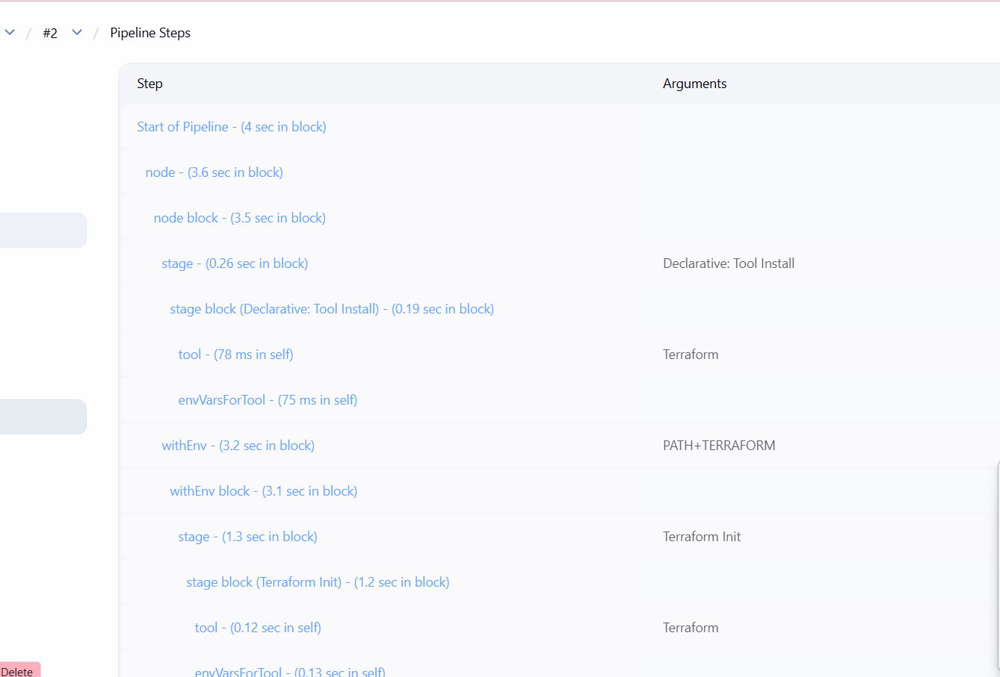 / #2 / Pipeline Steps
Step Arguments
Start of Pipeline - (4 sec in block)
node - (3.6 sec in block)
node block - (3.5 sec in block)
stage - (0.26 sec in block) Declarative: Tool Install
stage block (Declarative: Tool Install) - (0.19 sec in block)
tool - (78 ms in self) Terraform
envVarsForTool - (75 ms in self)
withEnv - (3.2 sec in block) PATH+TERRAFORM
withEnv block - (3.1 sec in block)
stage - (1.3 sec in block) Terraform Init
stage block (Terraform Init) - (1.2 sec in block)
tool - (0.12 sec in self) Terraform
envVarsForTool - (0.13 sec in self)
Delete